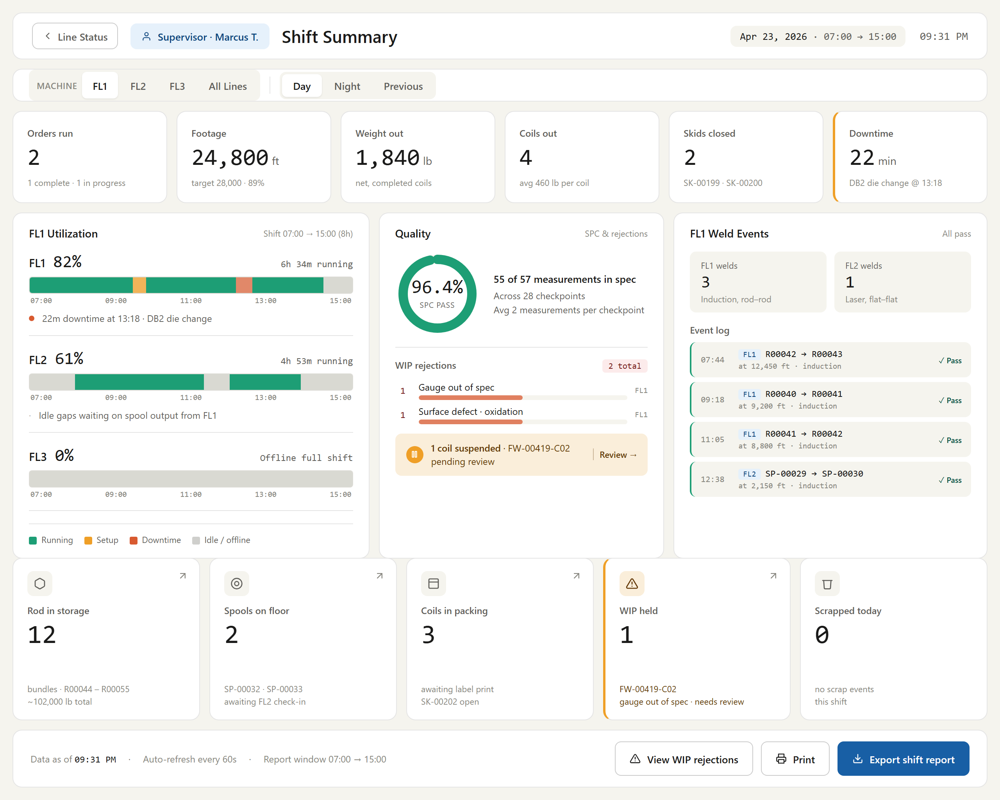 Line Status
Supervisor · Marcus T.
Shift Summary
Apr 23, 2026 · 07:00 → 15:00
09:31 PM
MACHINE FL1 FL2 FL3 All Lines
Day Night Previous
Orders run
2
1 complete · 1 in progress
Footage
24,800 ft
target 28,000 · 89%
Weight out
1,840 lb
net, completed coils
Coils out
4
avg 460 lb per coil
Skids closed
2
SK-00199 · SK-00200
Downtime
22 min
DB2 die change @ 13:18
FL1 Utilization
Shift 07:00 → 15:00 (8h)
FL1 82%
6h 34m running
07:00 09:00 11:00 13:00 15:00
22m downtime at 13:18 · DB2 die change
FL2 61%
4h 53m running
07:00 09:00 11:00 13:00 15:00
· Idle gaps waiting on spool output from FL1
FL3 0%
Offline full shift
07:00 09:00 11:00 13:00 15:00
Running Setup Downtime Idle / offline
Quality
SPC & rejections
96.4%
SPC PASS
55 of 57 measurements in spec
Across 28 checkpoints
Avg 2 measurements per checkpoint
WIP rejections
2 total
1 Gauge out of spec FL1
1 Surface defect · oxidation FL1
1 coil suspended · FW-00419-C02
pending review
Review →
FL1 Weld Events
All pass
FL1 welds
3
Induction, rod–rod
FL2 welds
1
Laser, flat–flat
Event log
07:44 FL1 R00042 → R00043
at 12,450 ft · induction
✓ Pass
09:18 FL1 R00040 → R00041
at 9,200 ft · induction
✓ Pass
11:05 FL1 R00041 → R00042
at 8,800 ft · induction
✓ Pass
12:38 FL2 SP-00029 → SP-00030
at 2,150 ft · induction
✓ Pass
Rod in storage
12
bundles · R00044 – R00055
~102,000 lb total
Spools on floor
2
SP-00032 · SP-00033
awaiting FL2 check-in
Coils in packing
3
awaiting label print
SK-00202 open
WIP held
1
FW-00419-C02
gauge out of spec · needs review
Scrapped today
0
no scrap events
this shift
Data as of 09:31 PM · Auto-refresh every 60s · Report window 07:00 → 15:00
View WIP rejections
Print
Export shift report